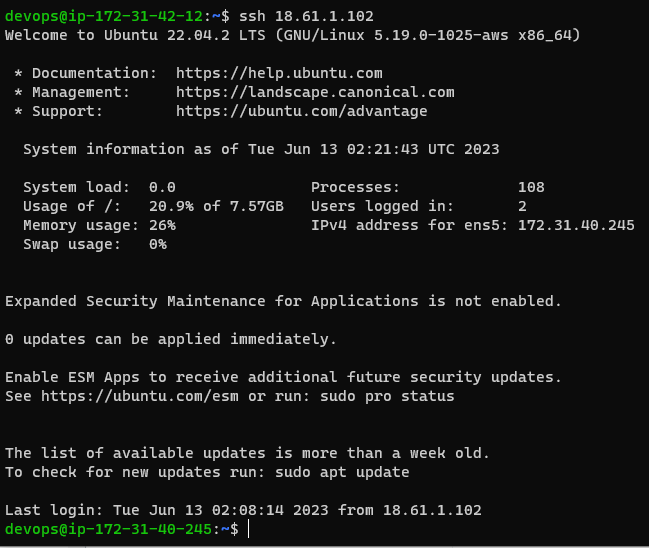 devops@ip-172-31-42-12:~$ ssh 18.61.1.102
Welcome to Ubuntu 22.04.2 LTS (GNU/Linux 5.19.0-1025-aws x86_64)
* Documentation:  https://help.ubuntu.com
* Management:     https://landscape.canonical.com
* Support:        https://ubuntu.com/advantage
System information as of Tue Jun 13 02:21:43 UTC 2023
System load:  0.0               Processes:             108
Usage of /:   20.9% of 7.57GB   Users logged in:       2
Memory usage: 26%               IPv4 address for ens5: 172.31.40.245
Swap usage:   0%
Expanded Security Maintenance for Applications is not enabled.
0 updates can be applied immediately.
Enable ESM Apps to receive additional future security updates.
See https://ubuntu.com/esm or run: sudo pro status
The list of available updates is more than a week old.
To check for new updates run: sudo apt update
Last login: Tue Jun 13 02:08:14 2023 from 18.61.1.102
devops@ip-172-31-40-245:~$